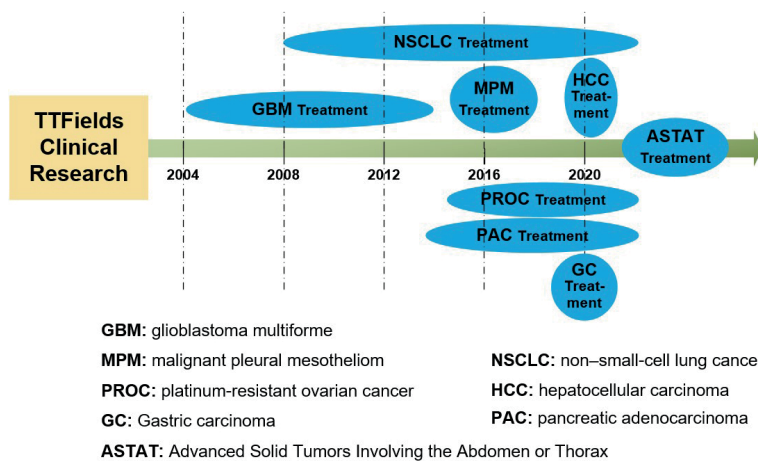 NSCLC Treatment
GBM Treatment
MPM
Treatment
HCC
Treat-
ment
TTFields
Clinical
Research
ASTAT
Treatment
2004
2008
2012
2016
2020
PROC Treatment
PAC Treatment
GC
Treat-
ment
GBM: glioblastoma multiforme
MPM: malignant pleural mesotheliom
NSCLC: non–small-cell lung cance
PROC: platinum-resistant ovarian cancer
HCC: hepatocellular carcinoma
GC: Gastric carcinoma
PAC: pancreatic adenocarcinoma
ASTAT: Advanced Solid Tumors Involving the Abdomen or Thorax